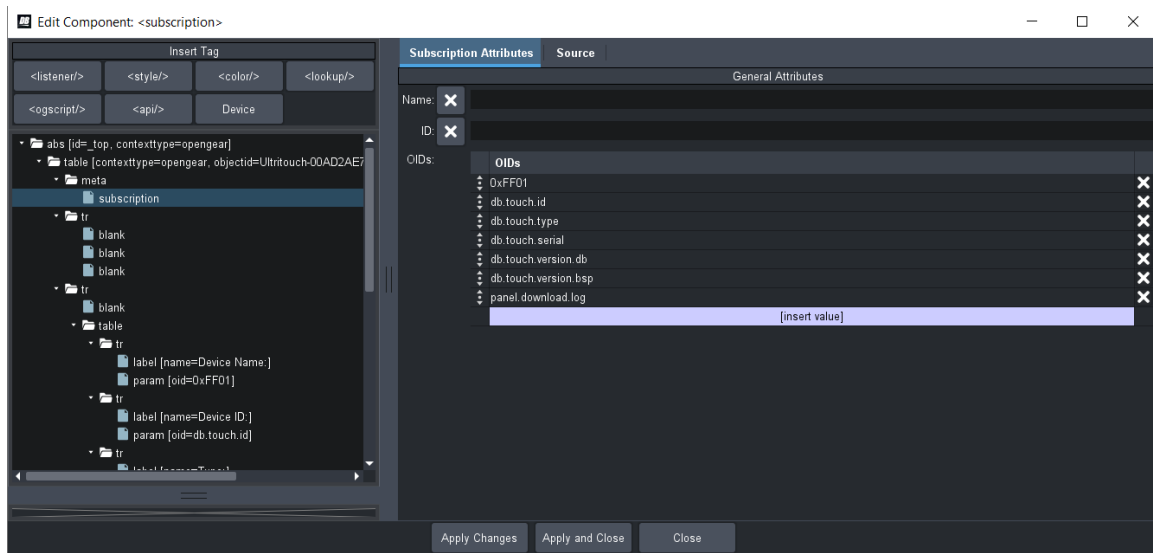 DB Edit Component: <subscription>
Insert Tag
<listener/> <style/> <color/> <lookup/>
<ogscript/> <api/> Device
abs [id=_top, contexttype=opengear]
table [contexttype=opengear, objectid=Ultritouch-00AD2AE7
meta
subscription
tr
blank
blank
blank
tr
blank
table
tr
label [name=Device Name:]
param [oid=0xFF01]
tr
label [name=Device ID:]
param [oid=db.touch.id]
tr
label [name=Type:]
Subscription Attributes Source
General Attributes
Name:
ID:
OIDs:
OIDs
0xFF01
db.touch.id
db.touch.type
db.touch.serial
db.touch.version.db
db.touch.version.bsp
panel.download.log
[insert value]
Apply Changes Apply and Close Close